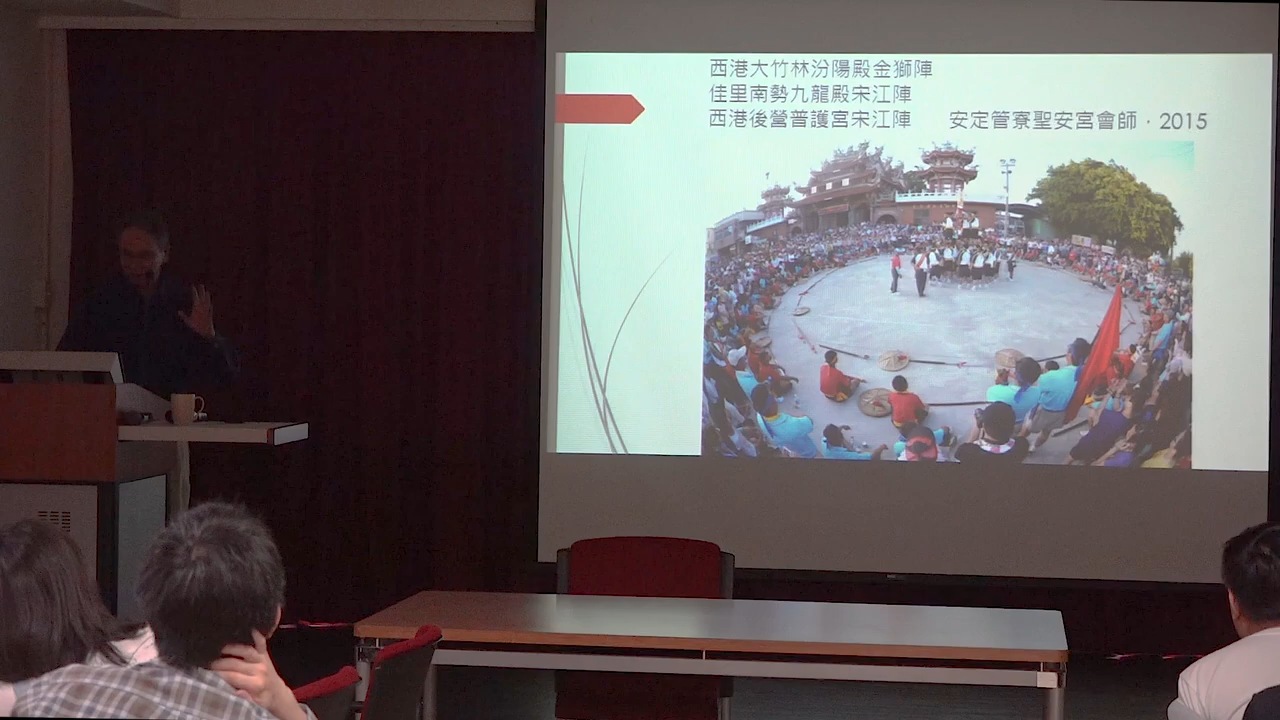 西港大竹林汾陽殿金獅陣
佳里南勢九龍殿宋江陣
西港後營普護宮宋江陣 安定管寮聖安宮會師．2015